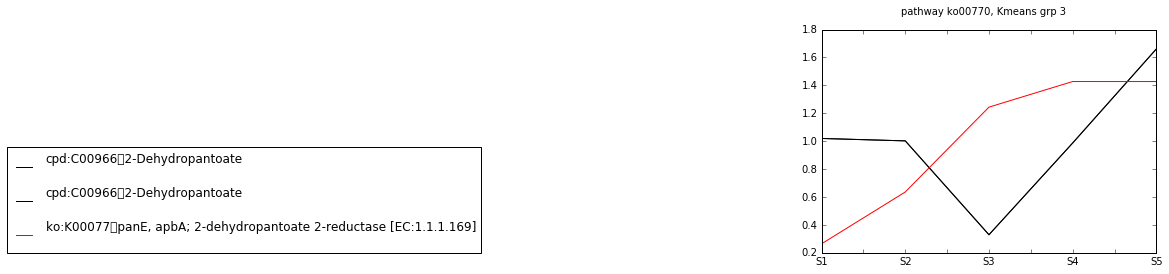 pathway ko00770, Kmeans grp 3
1.8
1.6
1.4
1.2
1.0
0.8
0.6
0.4
0.2
S1 S2 S3 S4 S5
cpd:C00966▯2-Dehydropantoate
cpd:C00966▯2-Dehydropantoate
ko:K00077▯panE, apbA; 2-dehydropantoate 2-reductase [EC:1.1.1.169]